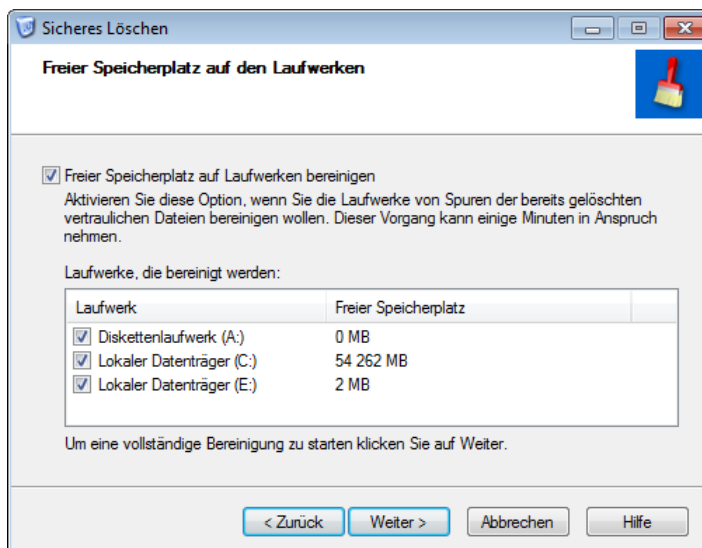 Sicheres Löschen
Freier Speicherplatz auf den Laufwerken
Freier Speicherplatz auf Laufwerken bereinigen
Aktivieren Sie diese Option, wenn Sie die Laufwerke von Spuren der bereits gelöschten
vertraulichen Dateien bereinigen wollen. Dieser Vorgang kann einige Minuten in Anspruch
nehmen.
Laufwerke, die bereinigt werden:
Laufwerk Freier Speicherplatz
Diskettenlaufwerk (A:) 0 MB
Lokaler Datenträger (C:) 54 262 MB
Lokaler Datenträger (E:) 2 MB
Um eine vollständige Bereinigung zu starten klicken Sie auf Weiter.
< Zurück Weiter > Abbrechen Hilfe